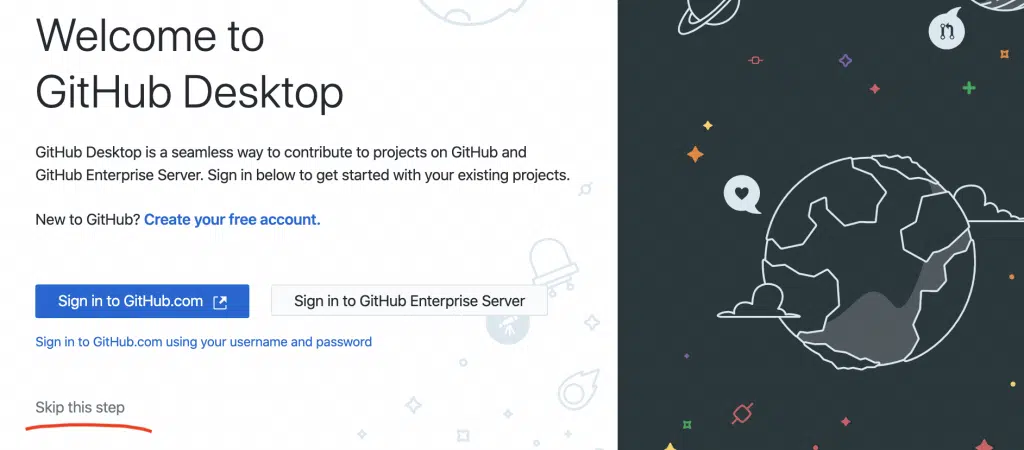 Welcome to
GitHub Desktop
GitHub Desktop is a seamless way to contribute to projects on GitHub and
GitHub Enterprise Server. Sign in below to get started with your existing projects.
New to GitHub? Create your free account.
Sign in to GitHub.com
Sign in to GitHub Enterprise Server
Sign in to GitHub.com using your username and password
Skip this step